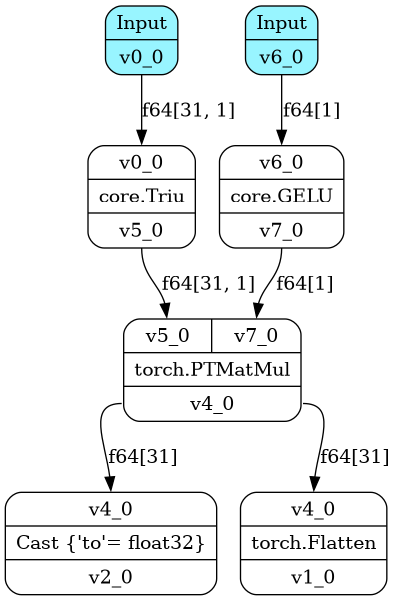 Input
v0_0
Input
v6_0
f64[31, 1]
f64[1]
v0_0
core.Triu
v5_0
v6_0
core.GELU
v7_0
f64[31, 1]
f64[1]
v5_0 v7_0
torch.PTMatMul
v4_0
f64[31]
f64[31]
v4_0
Cast {'to'= float32}
v2_0
v4_0
torch.Flatten
v1_0